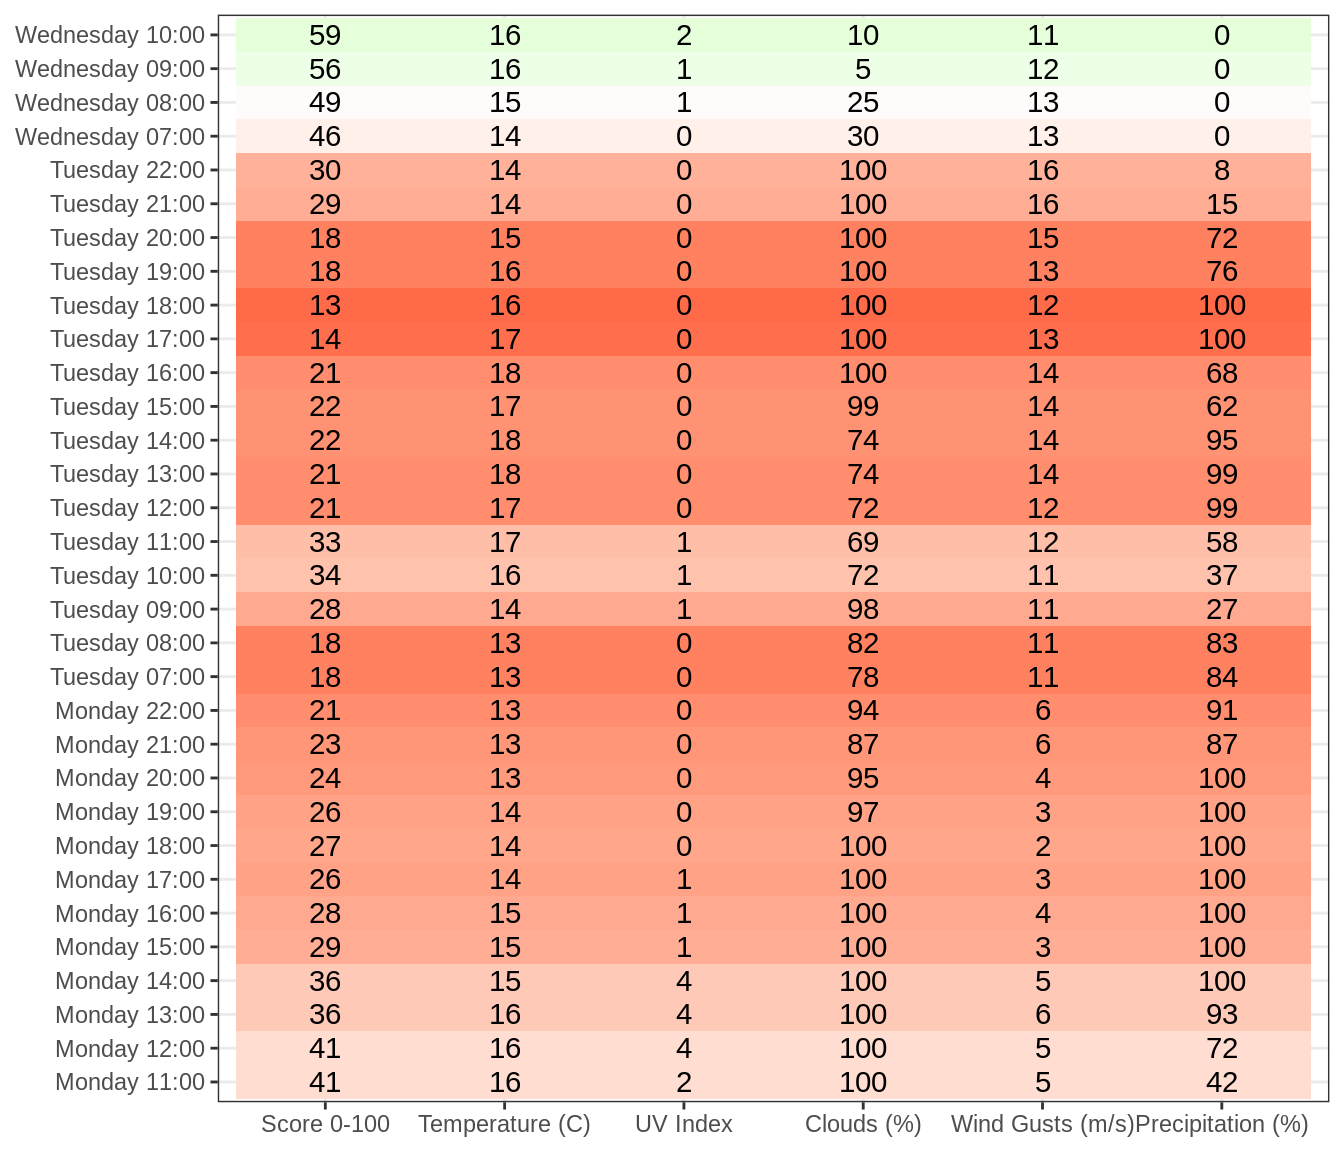 Wednesday 10:00 59 16 2 10 11 0
Wednesday 09:00 56 16 1 5 12 0
Wednesday 08:00 49 15 1 25 13 0
Wednesday 07:00 46 14 0 30 13 0
Tuesday 22:00 30 14 0 100 16 8
Tuesday 21:00 29 14 0 100 16 15
Tuesday 20:00 18 15 0 100 15 72
Tuesday 19:00 18 16 0 100 13 76
Tuesday 18:00 13 16 0 100 12 100
Tuesday 17:00 14 17 0 100 13 100
Tuesday 16:00 21 18 0 100 14 68
Tuesday 15:00 22 17 0 99 14 62
Tuesday 14:00 22 18 0 74 14 95
Tuesday 13:00 21 18 0 74 14 99
Tuesday 12:00 21 17 0 72 12 99
Tuesday 11:00 33 17 1 69 12 58
Tuesday 10:00 34 16 1 72 11 37
Tuesday 09:00 28 14 1 98 11 27
Tuesday 08:00 18 13 0 82 11 83
Tuesday 07:00 18 13 0 78 11 84
Monday 22:00 21 13 0 94 6 91
Monday 21:00 23 13 0 87 6 87
Monday 20:00 24 13 0 95 4 100
Monday 19:00 26 14 0 97 3 100
Monday 18:00 27 14 0 100 2 100
Monday 17:00 26 14 1 100 3 100
Monday 16:00 28 15 1 100 4 100
Monday 15:00 29 15 1 100 3 100
Monday 14:00 36 15 4 100 5 100
Monday 13:00 36 16 4 100 6 93
Monday 12:00 41 16 4 100 5 72
Monday 11:00 41 16 2 100 5 42
Score 0-100 Temperature (C) UV Index Clouds (%) Wind Gusts (m/s) Precipitation (%)